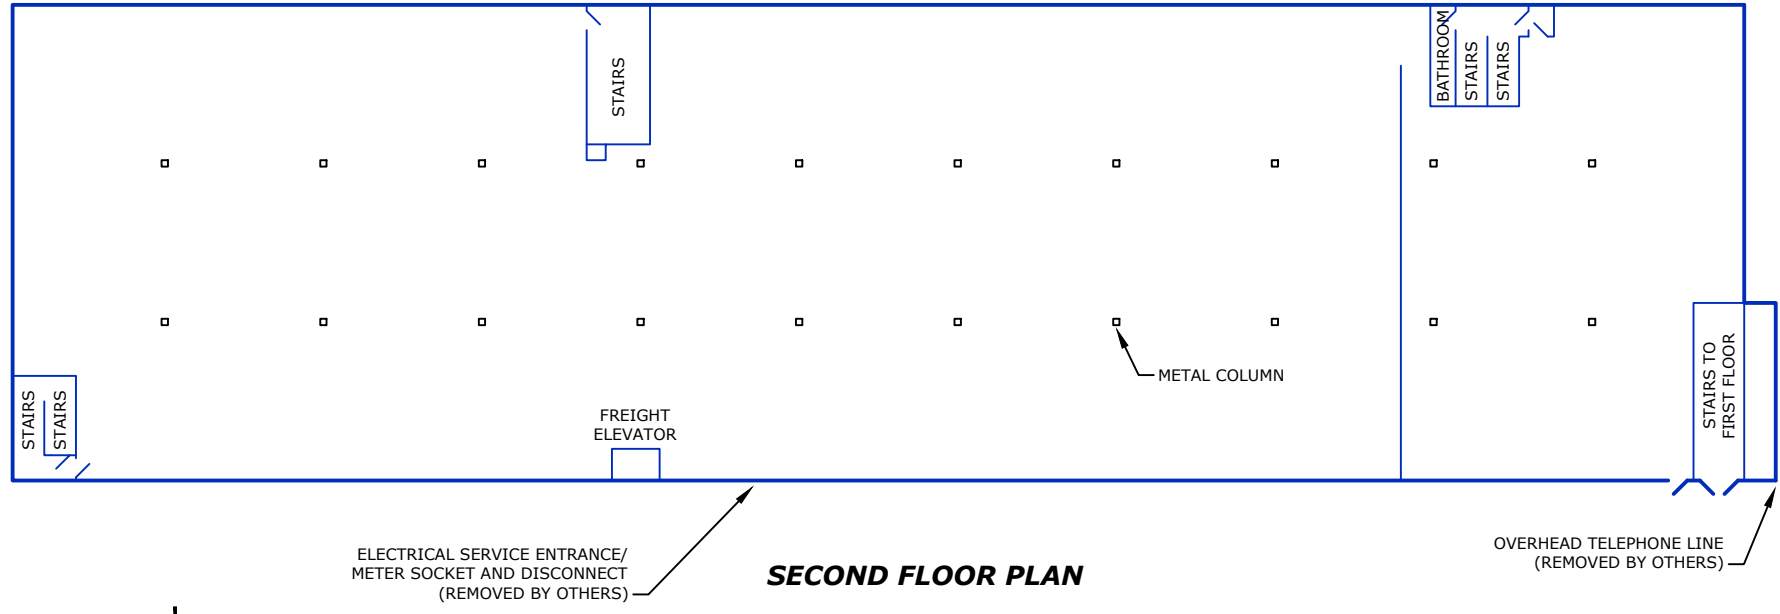 BATHROOM
STAIRS
STAIRS
STAIRS
METAL COLUMN
STAIRS TO
FIRST FLOOR
STAIRS
STAIRS
FREIGHT
ELEVATOR
ELECTRICAL SERVICE ENTRANCE/
METER SOCKET AND DISCONNECT
(REMOVED BY OTHERS)
SECOND FLOOR PLAN
OVERHEAD TELEPHONE LINE
(REMOVED BY OTHERS)